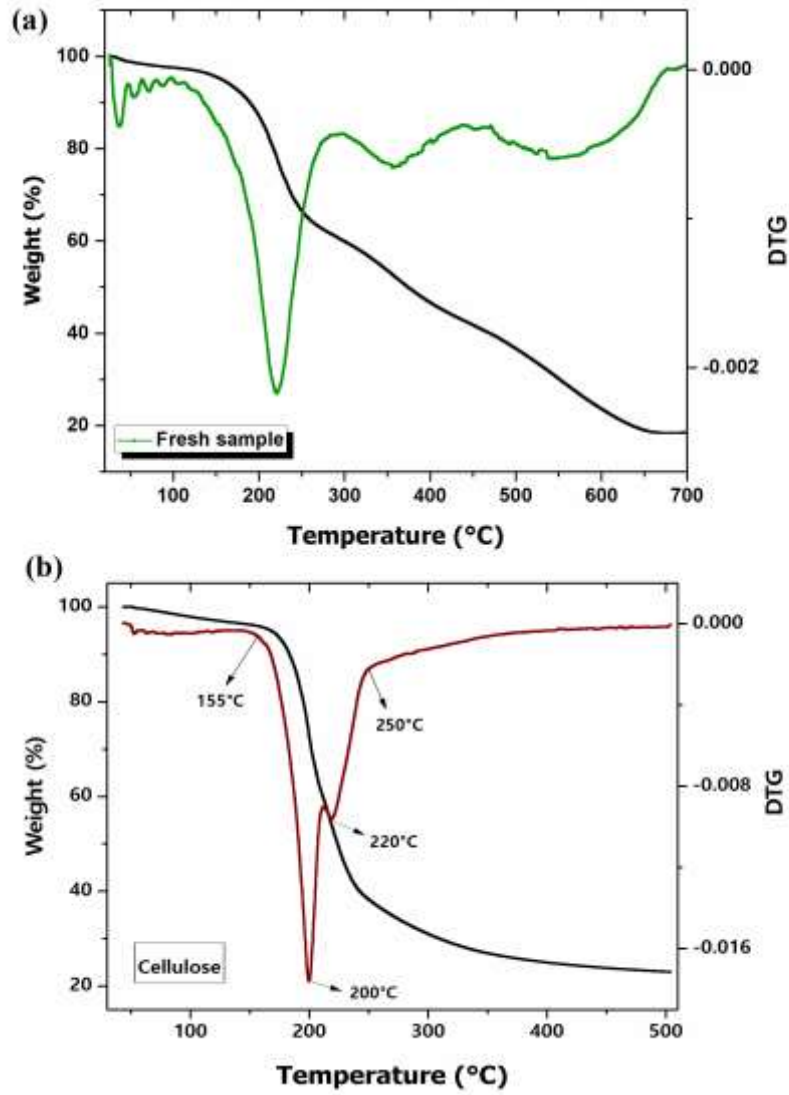 (a)
100
80
60
40
20
Weight (%)
0.000
-0.002
DTG
Fresh sample
100
200
300
400
500
600
700
Temperature (°C)
(b)
100
80
60
40
20
Weight (%)
0.000
-0.008
-0.016
DTG
155°C
250°C
220°C
200°C
Cellulose
100
200
300
400
500
Temperature (°C)